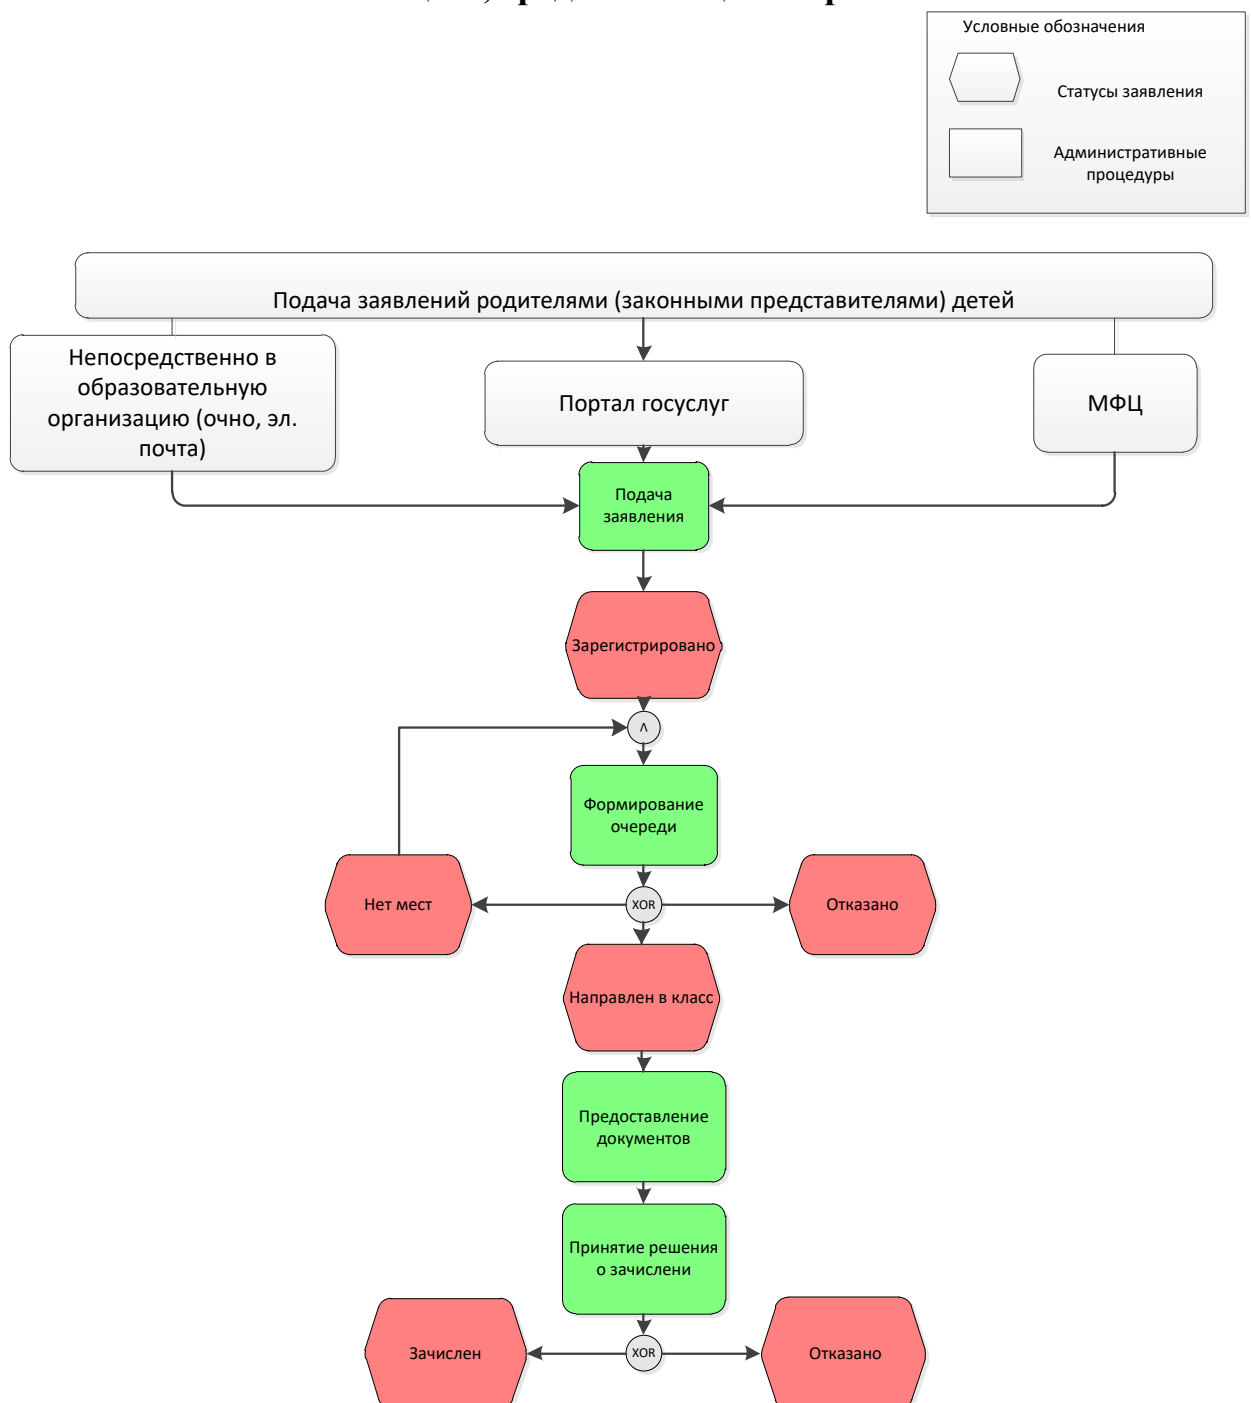 Условные обозначения
Статусы заявления
Административные
процедуры
Подача заявлений родителями (законными представителями) детей
Непосредственно в
образовательную
организацию (очно, эл.
почта)
Портал госуслуг
МФЦ
Подача
заявления
Зарегистрировано
Λ
Формирование
очереди
Нет мест
XOR
Отказано
Направлен в класс
Предоставление
документов
Принятие решения
о зачислени
Зачислен
XOR
Отказано